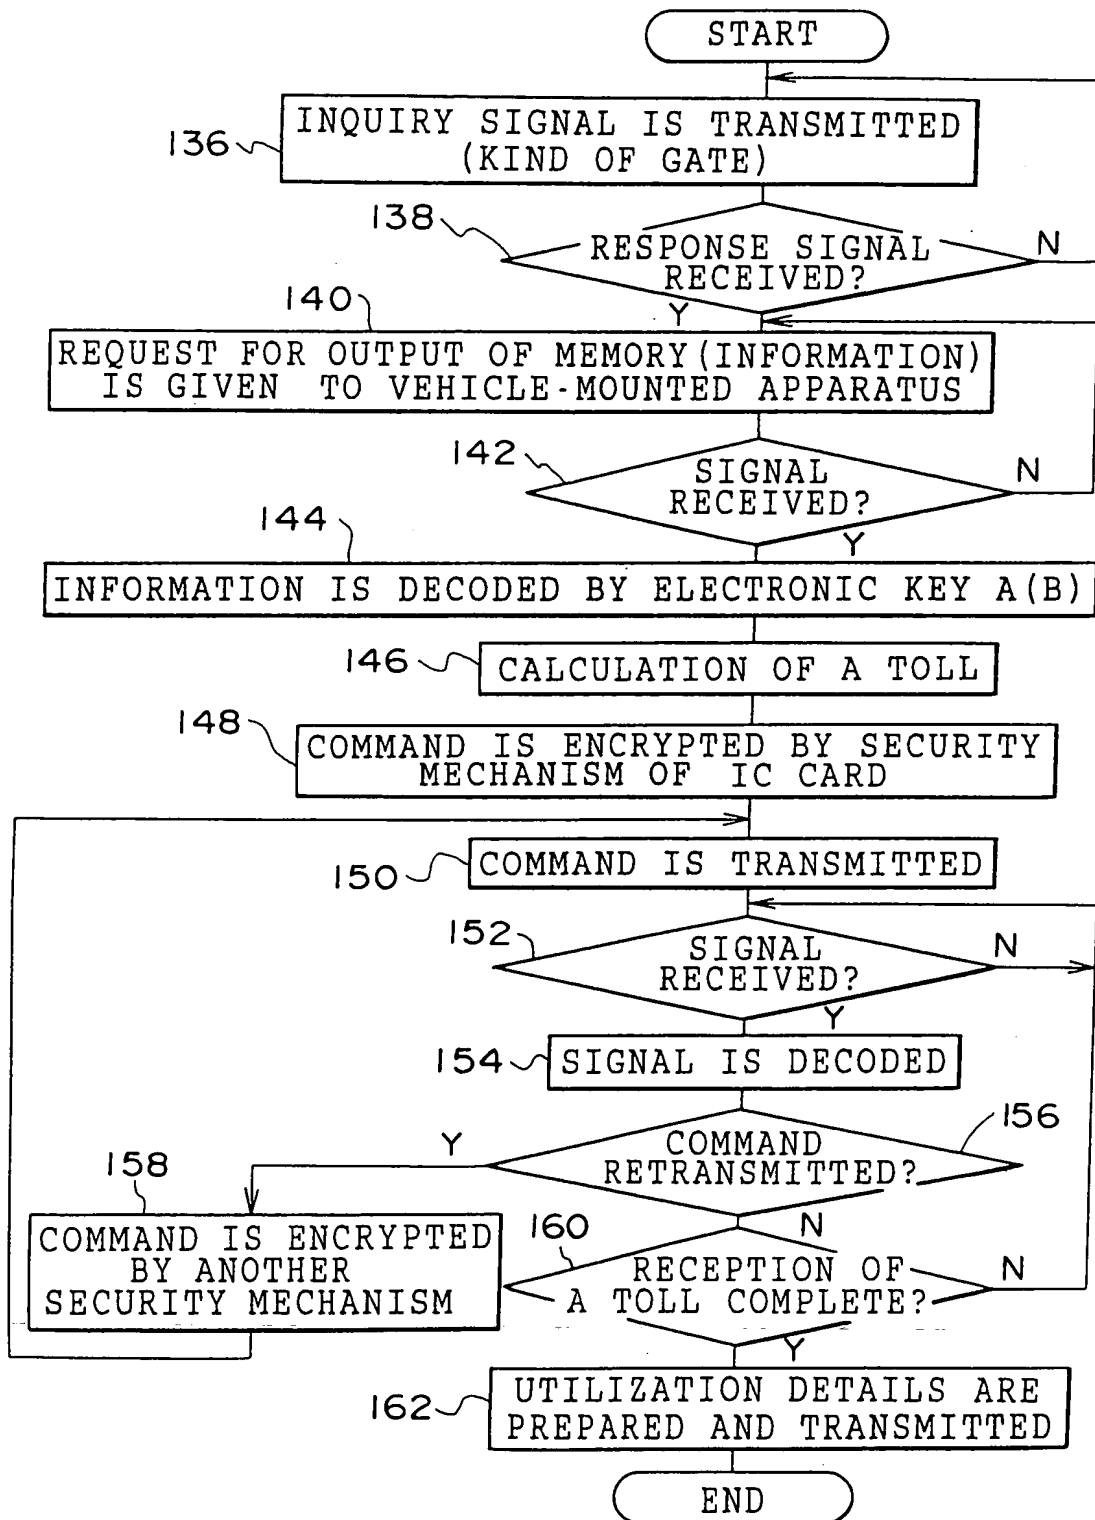 START
INQUIRY SIGNAL IS TRANSMITTED
(KIND OF GATE)
136
138
RESPONSE SIGNAL
RECEIVED?
N
140
Y
REQUEST FOR OUTPUT OF MEMORY(INFORMATION)
IS GIVEN TO VEHICLE-MOUNTED APPARATUS
142
SIGNAL
RECEIVED?
N
144
Y
INFORMATION IS DECODED BY ELECTRONIC KEY A(B)
146
CALCULATION OF A TOLL
148
COMMAND IS ENCRYPTED BY SECURITY
MECHANISM OF IC CARD
150
COMMAND IS TRANSMITTED
152
SIGNAL
RECEIVED?
N
Y
154
SIGNAL IS DECODED
156
Y
COMMAND
RETRANSMITTED?
158
COMMAND IS ENCRYPTED
BY ANOTHER
SECURITY MECHANISM
160
N
RECEPTION OF
A TOLL COMPLETE?
N
Y
162
UTILIZATION DETAILS ARE
PREPARED AND TRANSMITTED
END